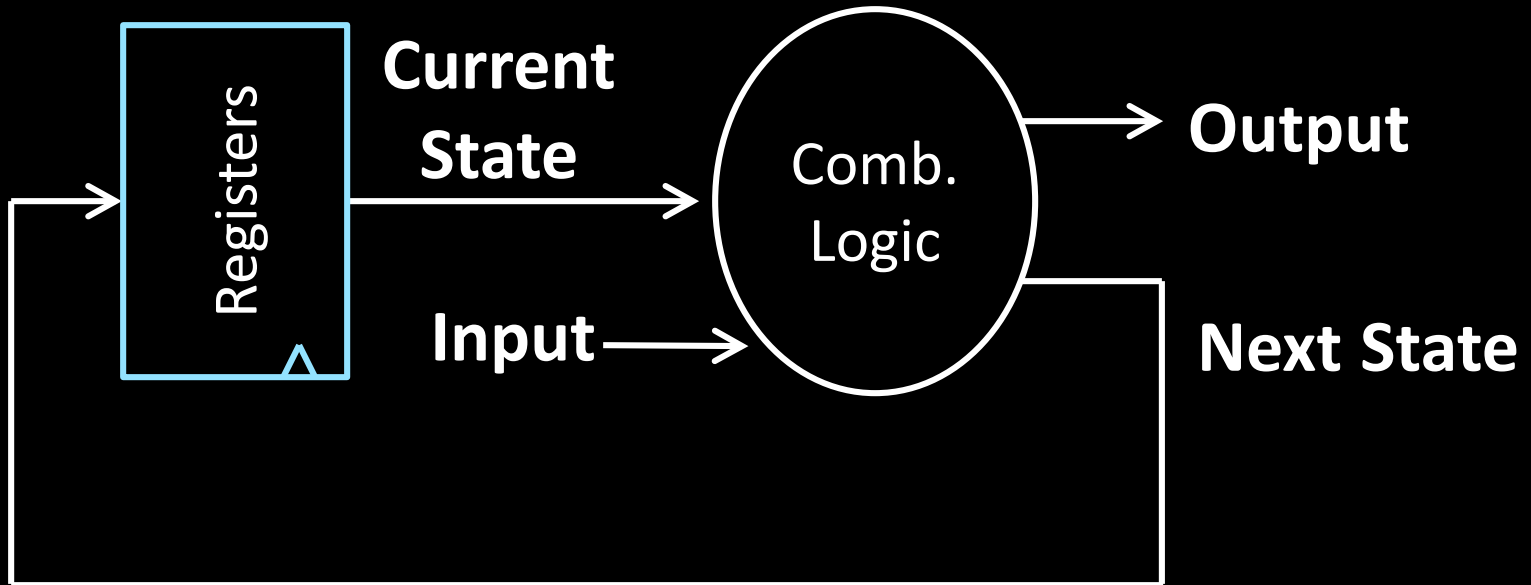 Registers
Current
State
Comb.
Logic
Input
Output
Next State